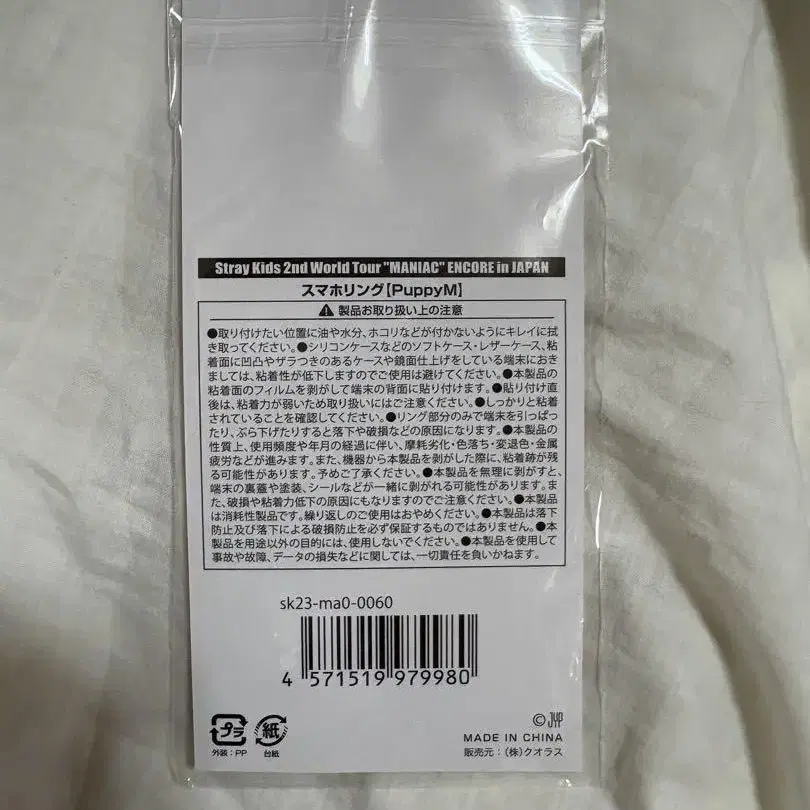 Stray Kids 2nd World Tour "MANIAC" ENCORE in JAPAN
スマホリング【PuppyM】
製品お取り扱い上の注意
●取り付けたい位置に油や水分、ホコリなどが付かないようにキレイに拭
き取ってください。●シリコンケースなどのソフトケース・レザーケース、粘
着面に凹凸やザラつきのあるケースや鏡面仕上げをしている端末におき
ましては、粘着性が低下しますのでご使用は避けてください。●本製品の
粘着面のフィルムを剥がして端末の背面に貼り付けます。●貼り付け直
後は、粘着力が弱いため取り扱いにはご注意ください。●しっかりと粘着
されていることを確認してください。●リング部分のみで端末を引っぱっ
たり、ぶら下げたりすると落下や破損などの原因になります。●本製品の
性質上、使用頻度や年月の経過に伴い、摩耗劣化・色落ち・変退色・金属
疲労などが進みます。また、機器から本製品を剥がした際に、粘着跡が残
る可能性があります。予めご了承ください。●本製品を無理に剥がすと、
端末の裏蓋や塗装、シールなどが一緒に剥がれる可能性があります。ま
た、破損や粘着力低下の原因にもなりますのでご注意ください。●本製品
は消耗性製品です。繰り返しのご使用はおやめください。●本製品は落下
防止及び落下による破損防止を必ず保証するものではありません。●本
製品を用途以外の目的には、使用しないでください。●本製品を使用して
事故や故障、データの損失などに関しては、一切責任を負いかねます。
sk23-ma0-0060
4 571519 979980
プラ
外装:PP
紙
台紙
© JYP
MADE IN CHINA
販売元:(株)クオラス